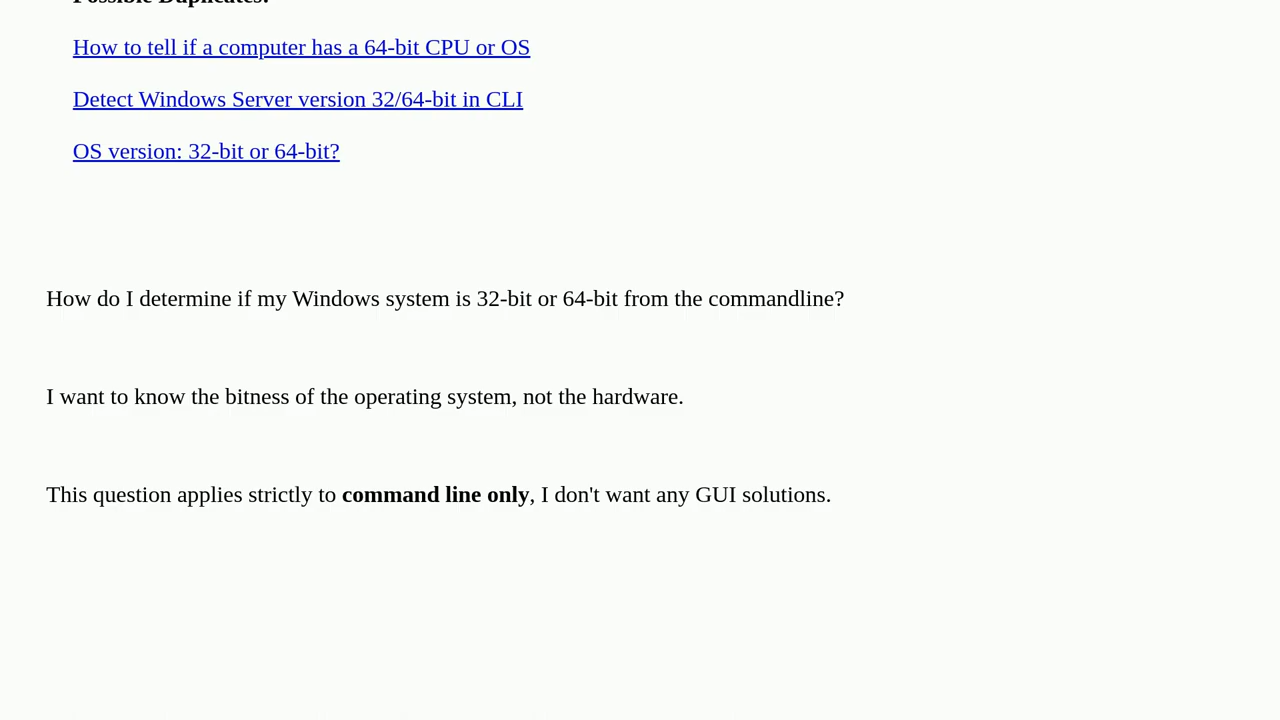 Possible Duplicates:
How to tell if a computer has a 64-bit CPU or OS
Detect Windows Server version 32/64-bit in CLI
OS version: 32-bit or 64-bit?
How do I determine if my Windows system is 32-bit or 64-bit from the commandline?
I want to know the bitness of the operating system, not the hardware.
This question applies strictly to command line only, I don't want any GUI solutions.